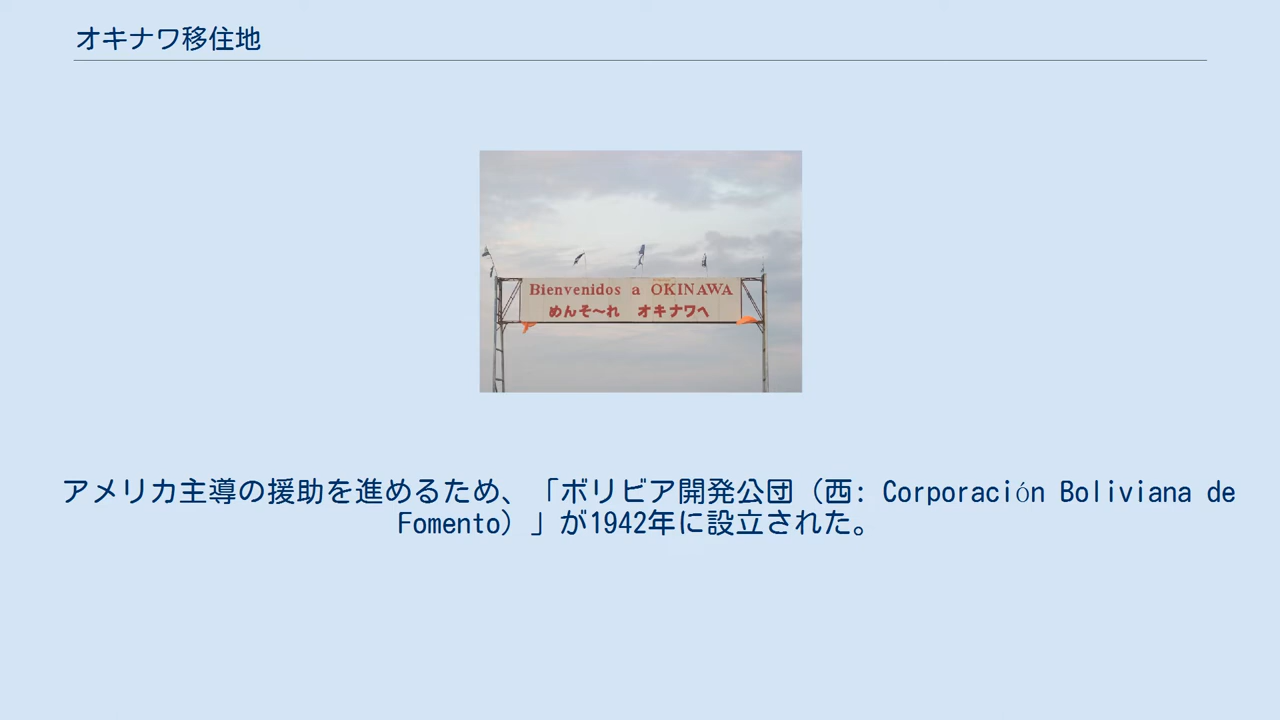 オキナワ移住地
Bienvenidos a OKINAWA
めんそ～れ オキナワへ
アメリカ主導の援助を進めるため、「ボリビア開発公団（西: Corporación Boliviana de
Fomento）」が1942年に設立された。